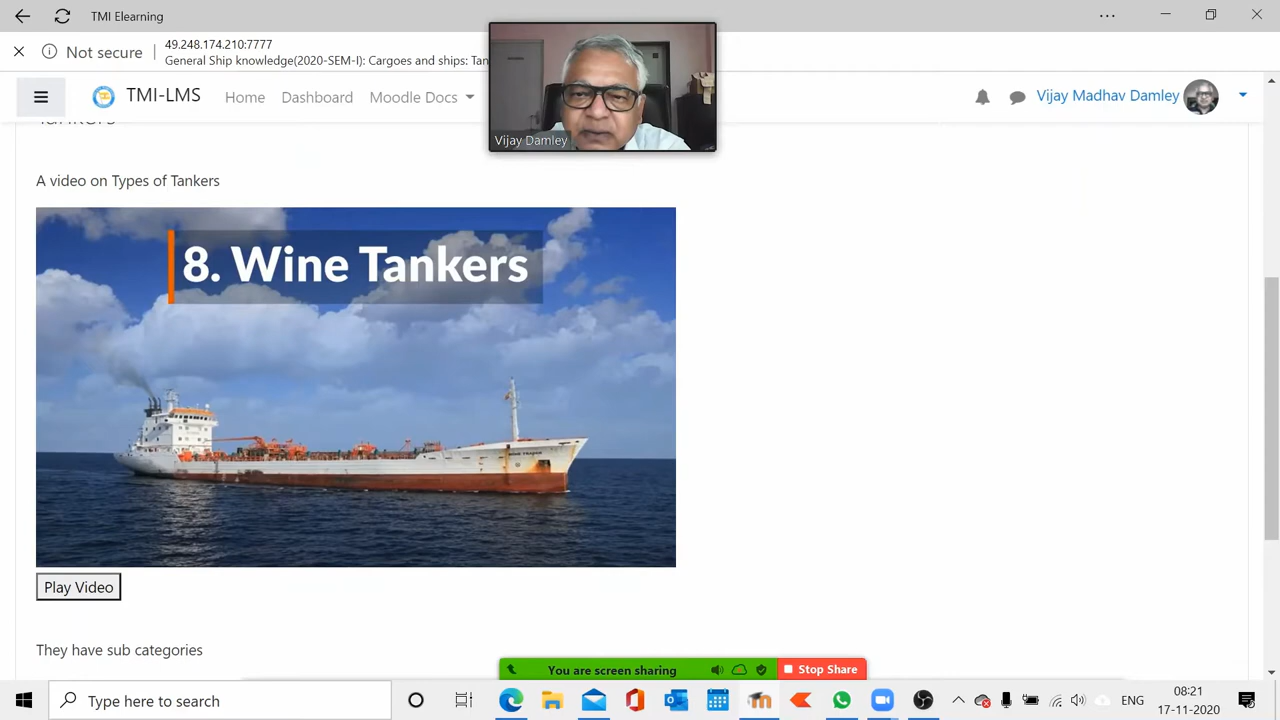 TMI Elearning
Not secure
49.248.174.210:7777
General Ship knowledge(2020-SEM-I): Cargoes and ships: Tan
TMI-LMS
Home
Dashboard
Moodle Docs
Vijay Madhav Damley
Vijay Damley
A video on Types of Tankers
8. Wine Tankers
Play Video
They have sub categories
You are screen sharing
Stop Share
Type here to search
ENG
08:21
17-11-2020